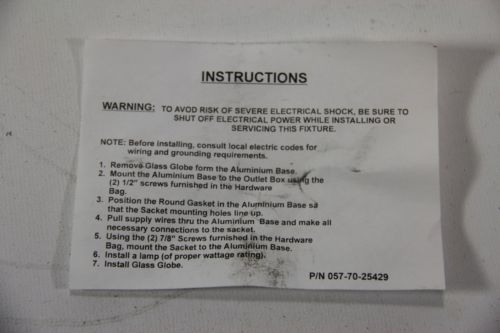 INSTRUCTIONS
WARNING: TO AVOD RISK OF SEVERE ELECTRICAL SHOCK, BE SURE TO
SHUT OFF ELECTRICAL POWER WHILE INSTALLING OR
SERVICING THIS FIXTURE.
NOTE: Before installing, consult local electric codes for
wiring and grounding requirements.
1. Remove Glass Globe form the Aluminium Base.
2. Mount the Aluminium Base to the Outlet Box using the
(2) 1/2" screws furnished in the Hardware
Bag.
3. Position the Round Gasket in the Aluminium Base sa
that the Sacket mounting holes line up.
4. Pull supply wires thru the Aluminium Base and make all
necessary connections to the sacket.
5. Using the (2) 7/8" Screws furnished in the Hardware
Bag, mount the Sacket to the Aluminium Base.
6. Install a lamp (of proper wattage rating).
7. Install Glass Globe.
P/N 057-70-25429